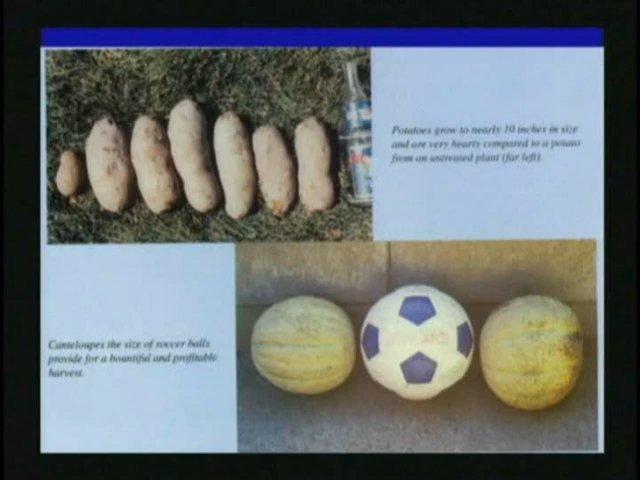 Potatoes grow to nearly 10 inches in size
and are very hearty compared to a potato
from an untreated plant (far left).
Canteloupes the size of soccer balls
provide for a bountiful and profitable
harvest.